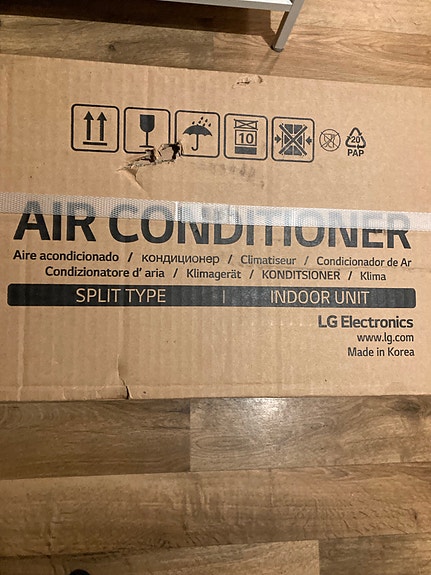 10
20
PAP
AIR CONDITIONER
Aire acondicionado / кондиционер / Climatiseur / Condicionador de Ar
Condizionatore d' aria / Klimagerät / KONDITSIONER / Klima
SPLIT TYPE | INDOOR UNIT
LG Electronics
www.lg.com
Made in Korea